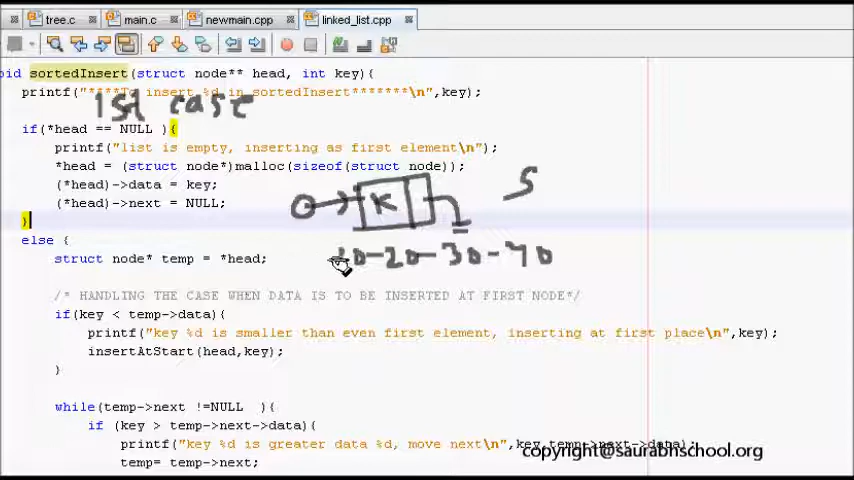 tree.c main.c newmain.cpp linked_list.cpp
oid sortedInsert(struct node** head, int key){
printf("****To insert %d in sortedInsert*******\n",key);
1st case
if(*head == NULL ){
printf("list is empty, inserting as first element\n");
*head = (struct node*)malloc(sizeof(struct node));
(*head)->data = key;
K
5
(*head)->next = NULL;
}
else {
10-20-30-40
struct node* temp = *head;
/* HANDLING THE CASE WHEN DATA IS TO BE INSERTED AT FIRST NODE*/
if(key < temp->data){
printf("key %d is smaller than even first element, inserting at first place\n",key);
insertAtStart(head,key);
}
while(temp->next !=NULL  ){
if (key > temp->next->data){
printf("key %d is greater data %d, move next\n",key,temp->next->data);
copyright@saurabhschool.org
temp= temp->next;